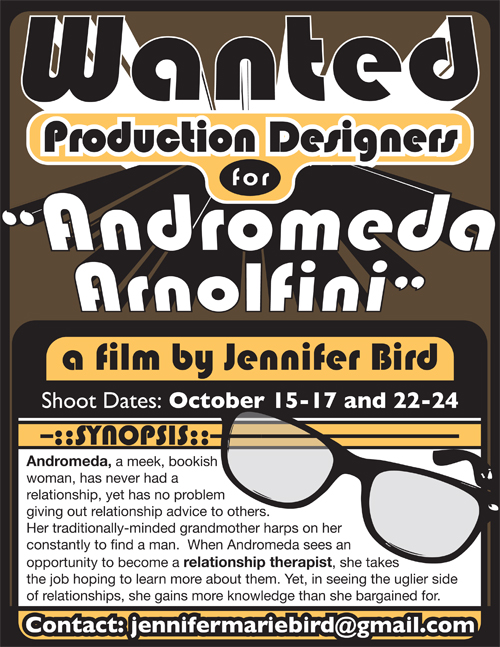 Wanted
Production Designers
for
"Andromeda
Arnolfini"
a film by Jennifer Bird
Shoot Dates: October 15-17 and 22-24
-::SYNOPSIS::-
Andromeda, a meek, bookish
woman, has never had a
relationship, yet has no problem
giving out relationship advice to others.
Her traditionally-minded grandmother harps on her
constantly to find a man.  When Andromeda sees an
opportunity to become a relationship therapist, she takes
the job hoping to learn more about them. Yet, in seeing the uglier side
of relationships, she gains more knowledge than she bargained for.
Contact: jennifermariebird@gmail.com